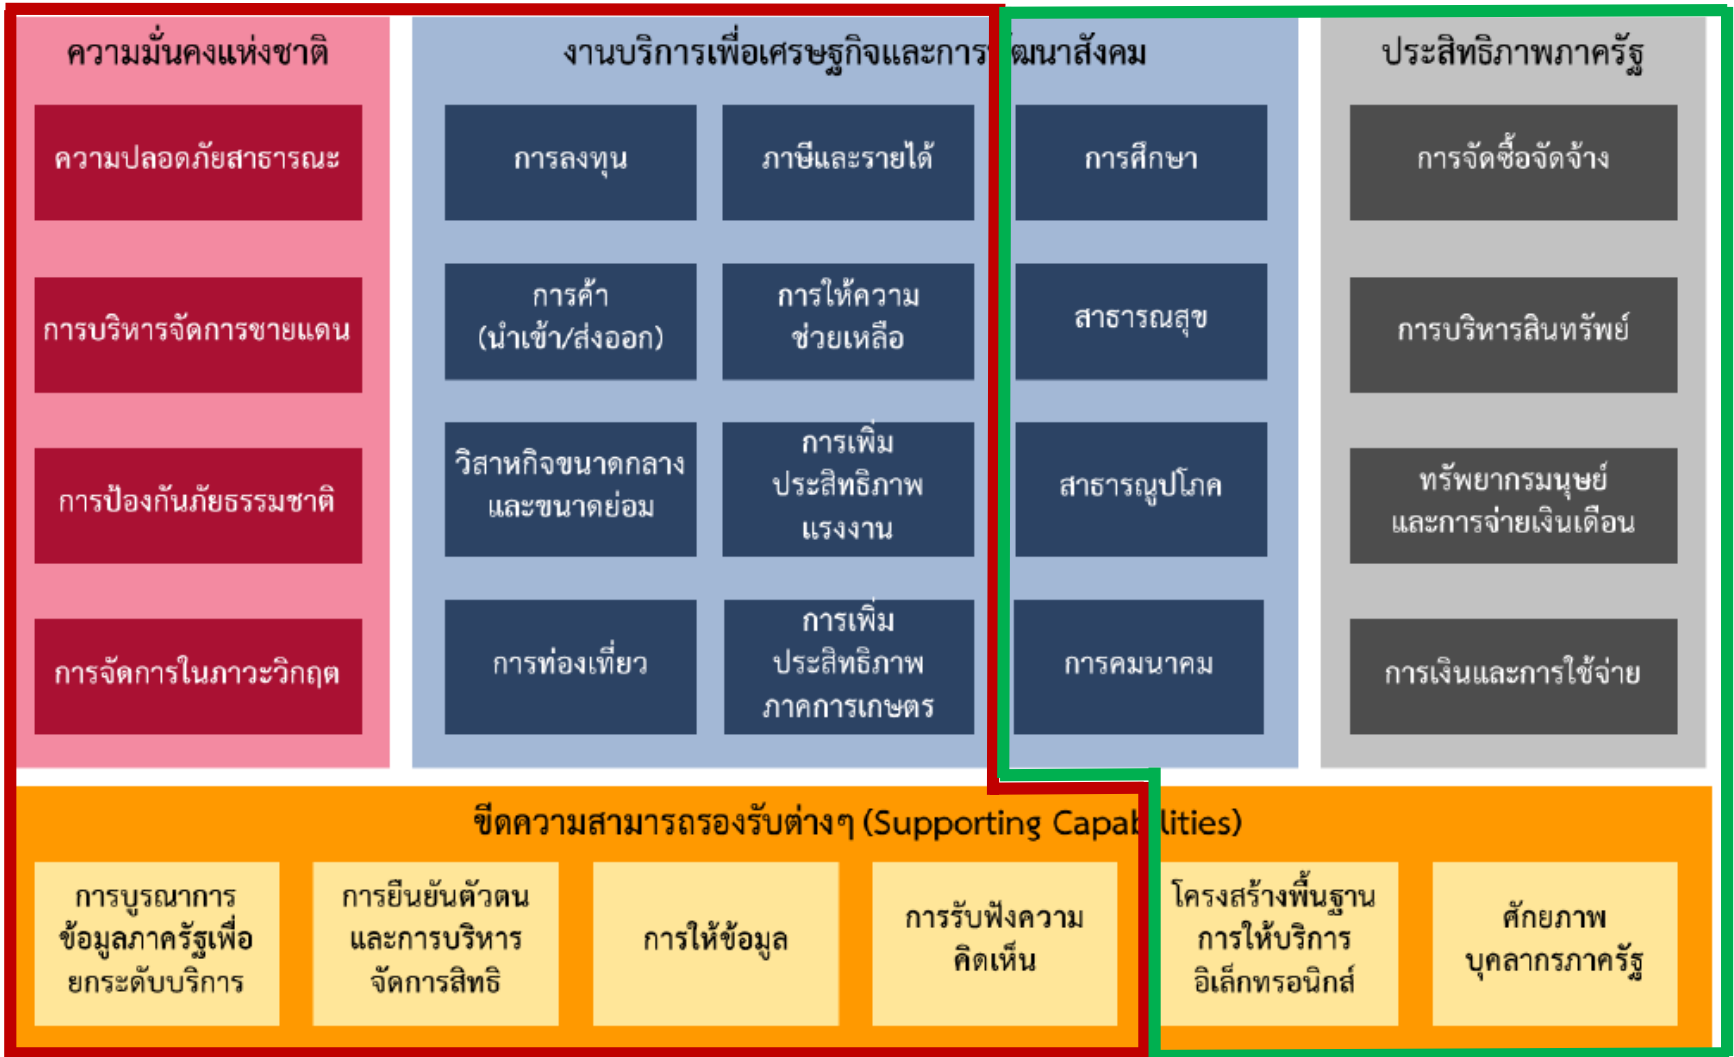 ความมั่นคงแห่งชาติ
ความปลอดภัยสาธารณะ
การบริหารจัดการชายแดน
การป้องกันภัยธรรมชาติ
การจัดการในภาวะวิกฤต
งานบริการเพื่อเศรษฐกิจและการพัฒนาสังคม
การลงทุน
ภาษีและรายได้
การศึกษา
การค้า
(นำเข้า/ส่งออก)
การให้ความ
ช่วยเหลือ
สาธารณสุข
วิสาหกิจขนาดกลาง
และขนาดย่อม
การเพิ่ม
ประสิทธิภาพ
แรงงาน
สาธารณูปโภค
การท่องเที่ยว
การเพิ่ม
ประสิทธิภาพ
ภาคการเกษตร
การคมนาคม
ประสิทธิภาพภาครัฐ
การจัดซื้อจัดจ้าง
การบริหารสินทรัพย์
ทรัพยากรมนุษย์
และการจ่ายเงินเดือน
การเงินและการใช้จ่าย
ขีดความสามารถรองรับต่างๆ (Supporting Capabilities)
การบูรณาการ
ข้อมูลภาครัฐเพื่อ
ยกระดับบริการ
การยืนยันตัวตน
และการบริหาร
จัดการสิทธิ
การให้ข้อมูล
การรับฟังความ
คิดเห็น
โครงสร้างพื้นฐาน
การให้บริการ
อิเล็กทรอนิกส์
ศักยภาพ
บุคลากรภาครัฐ